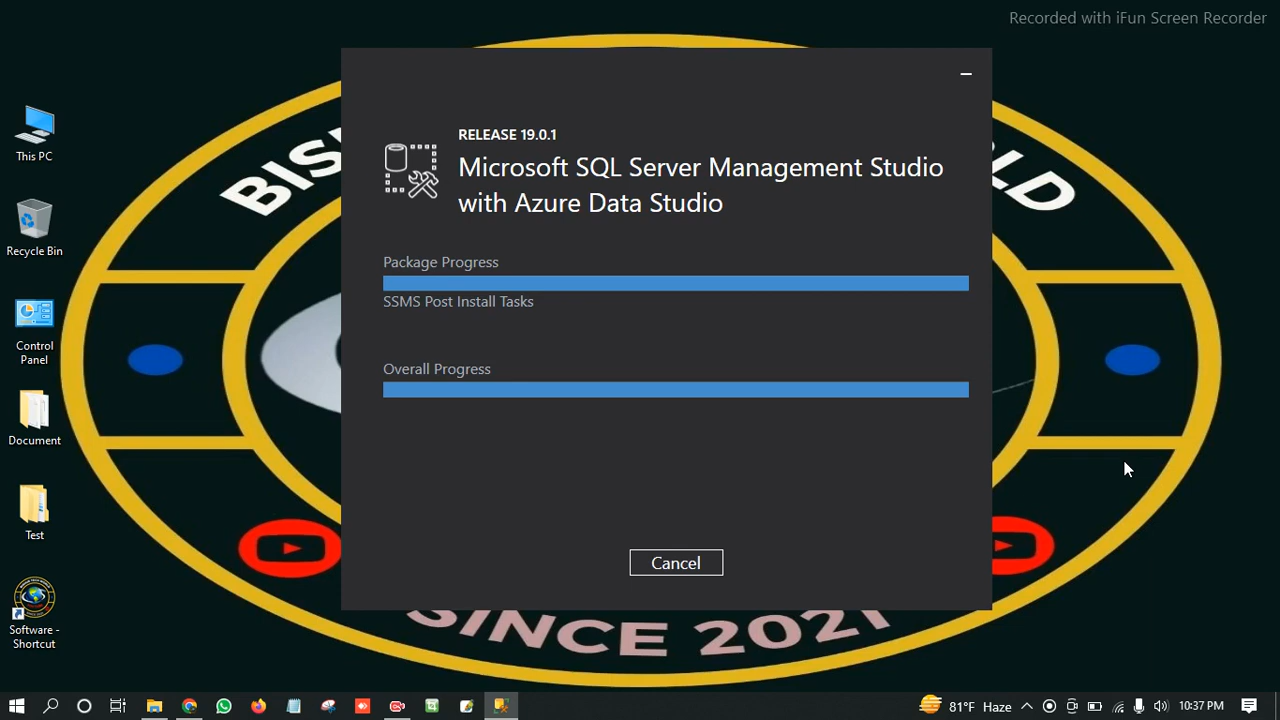 Recorded with iFun Screen Recorder
RELEASE 19.0.1
Microsoft SQL Server Management Studio
with Azure Data Studio
Package Progress
SSMS Post Install Tasks
Overall Progress
Cancel
This PC
Recycle Bin
Control
Panel
Document
Test
Software -
Shortcut
BIS
LD
SINCE 2021
81°F Haze
10:37 PM